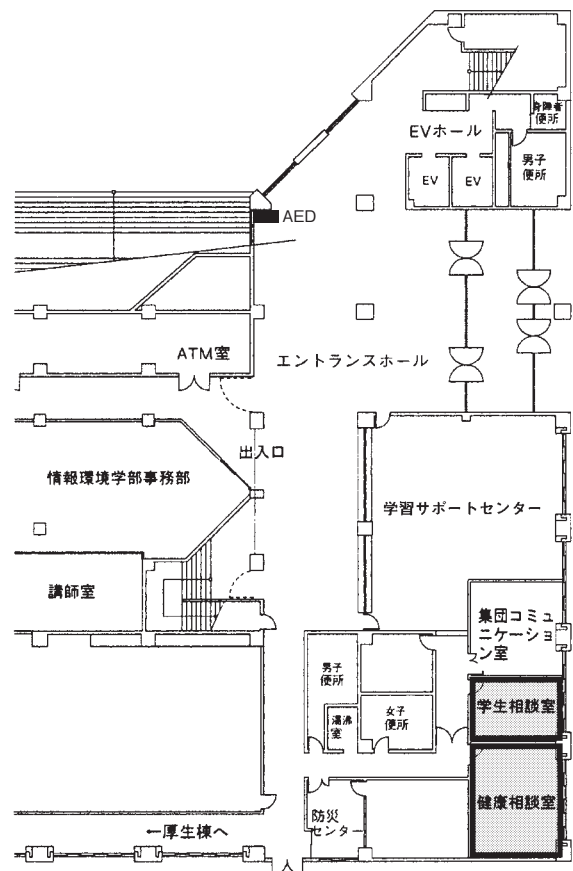 身障者
便所
EVホール
男子
便所
EV
EV
AED
ATM室
エントランスホール
出入口
情報環境学部事務部
学習サポートセンター
講師室
集団コミュ
ニケーショ
ン室
男子
便所
学生相談室
湯沸
室
女子
便所
健康相談室
防災
センター
←厚生棟へ